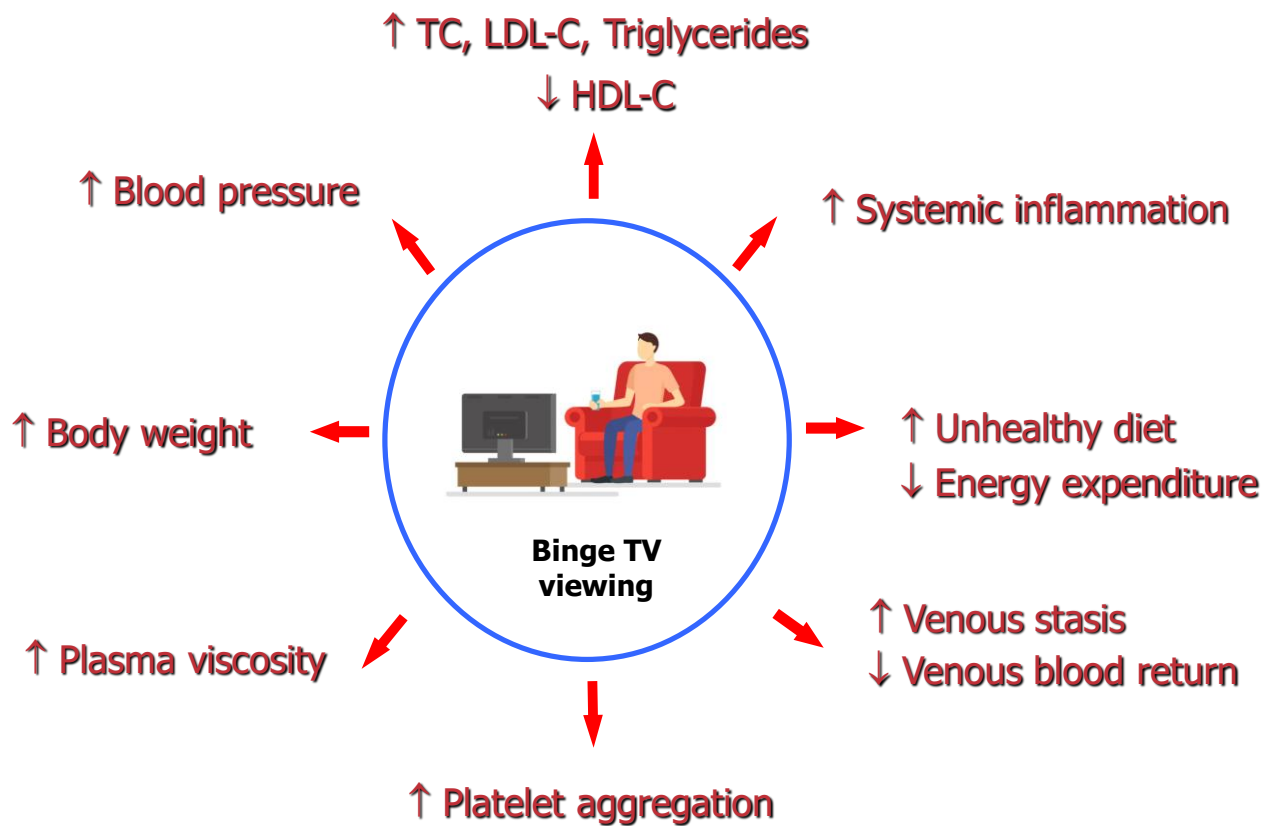 ↑ TC, LDL-C, Triglycerides
↓ HDL-C
↑ Blood pressure
↑ Systemic inflammation
↑ Body weight
↑ Unhealthy diet
↓ Energy expenditure
Binge TV
viewing
↑ Plasma viscosity
↑ Venous stasis
↓ Venous blood return
↑ Platelet aggregation